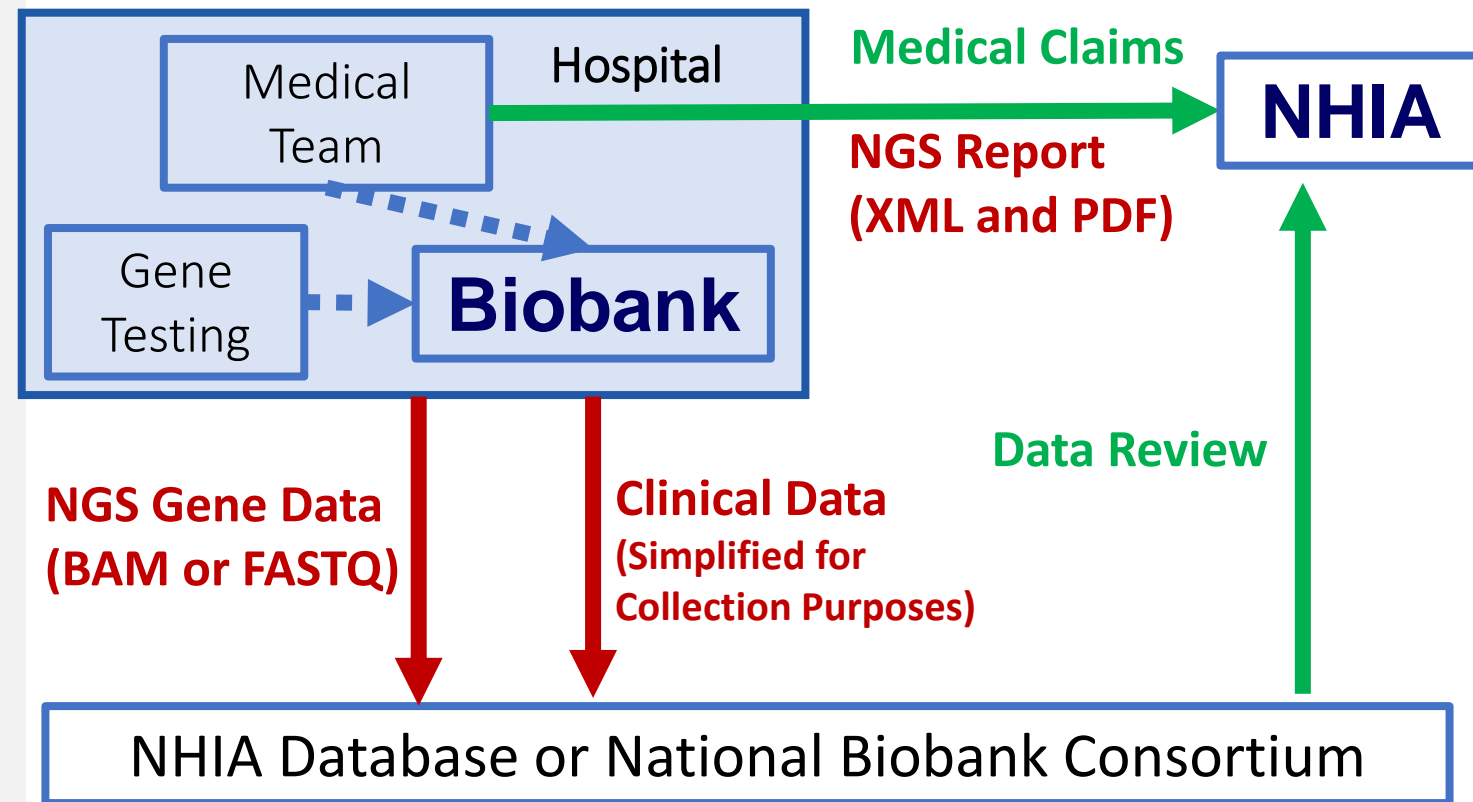 Hospital
Medical
Team
Gene
Testing
Biobank
Medical Claims
NGS Report
(XML and PDF)
NHIA
NGS Gene Data
(BAM or FASTQ)
Clinical Data
(Simplified for
Collection Purposes)
Data Review
NHIA Database or National Biobank Consortium